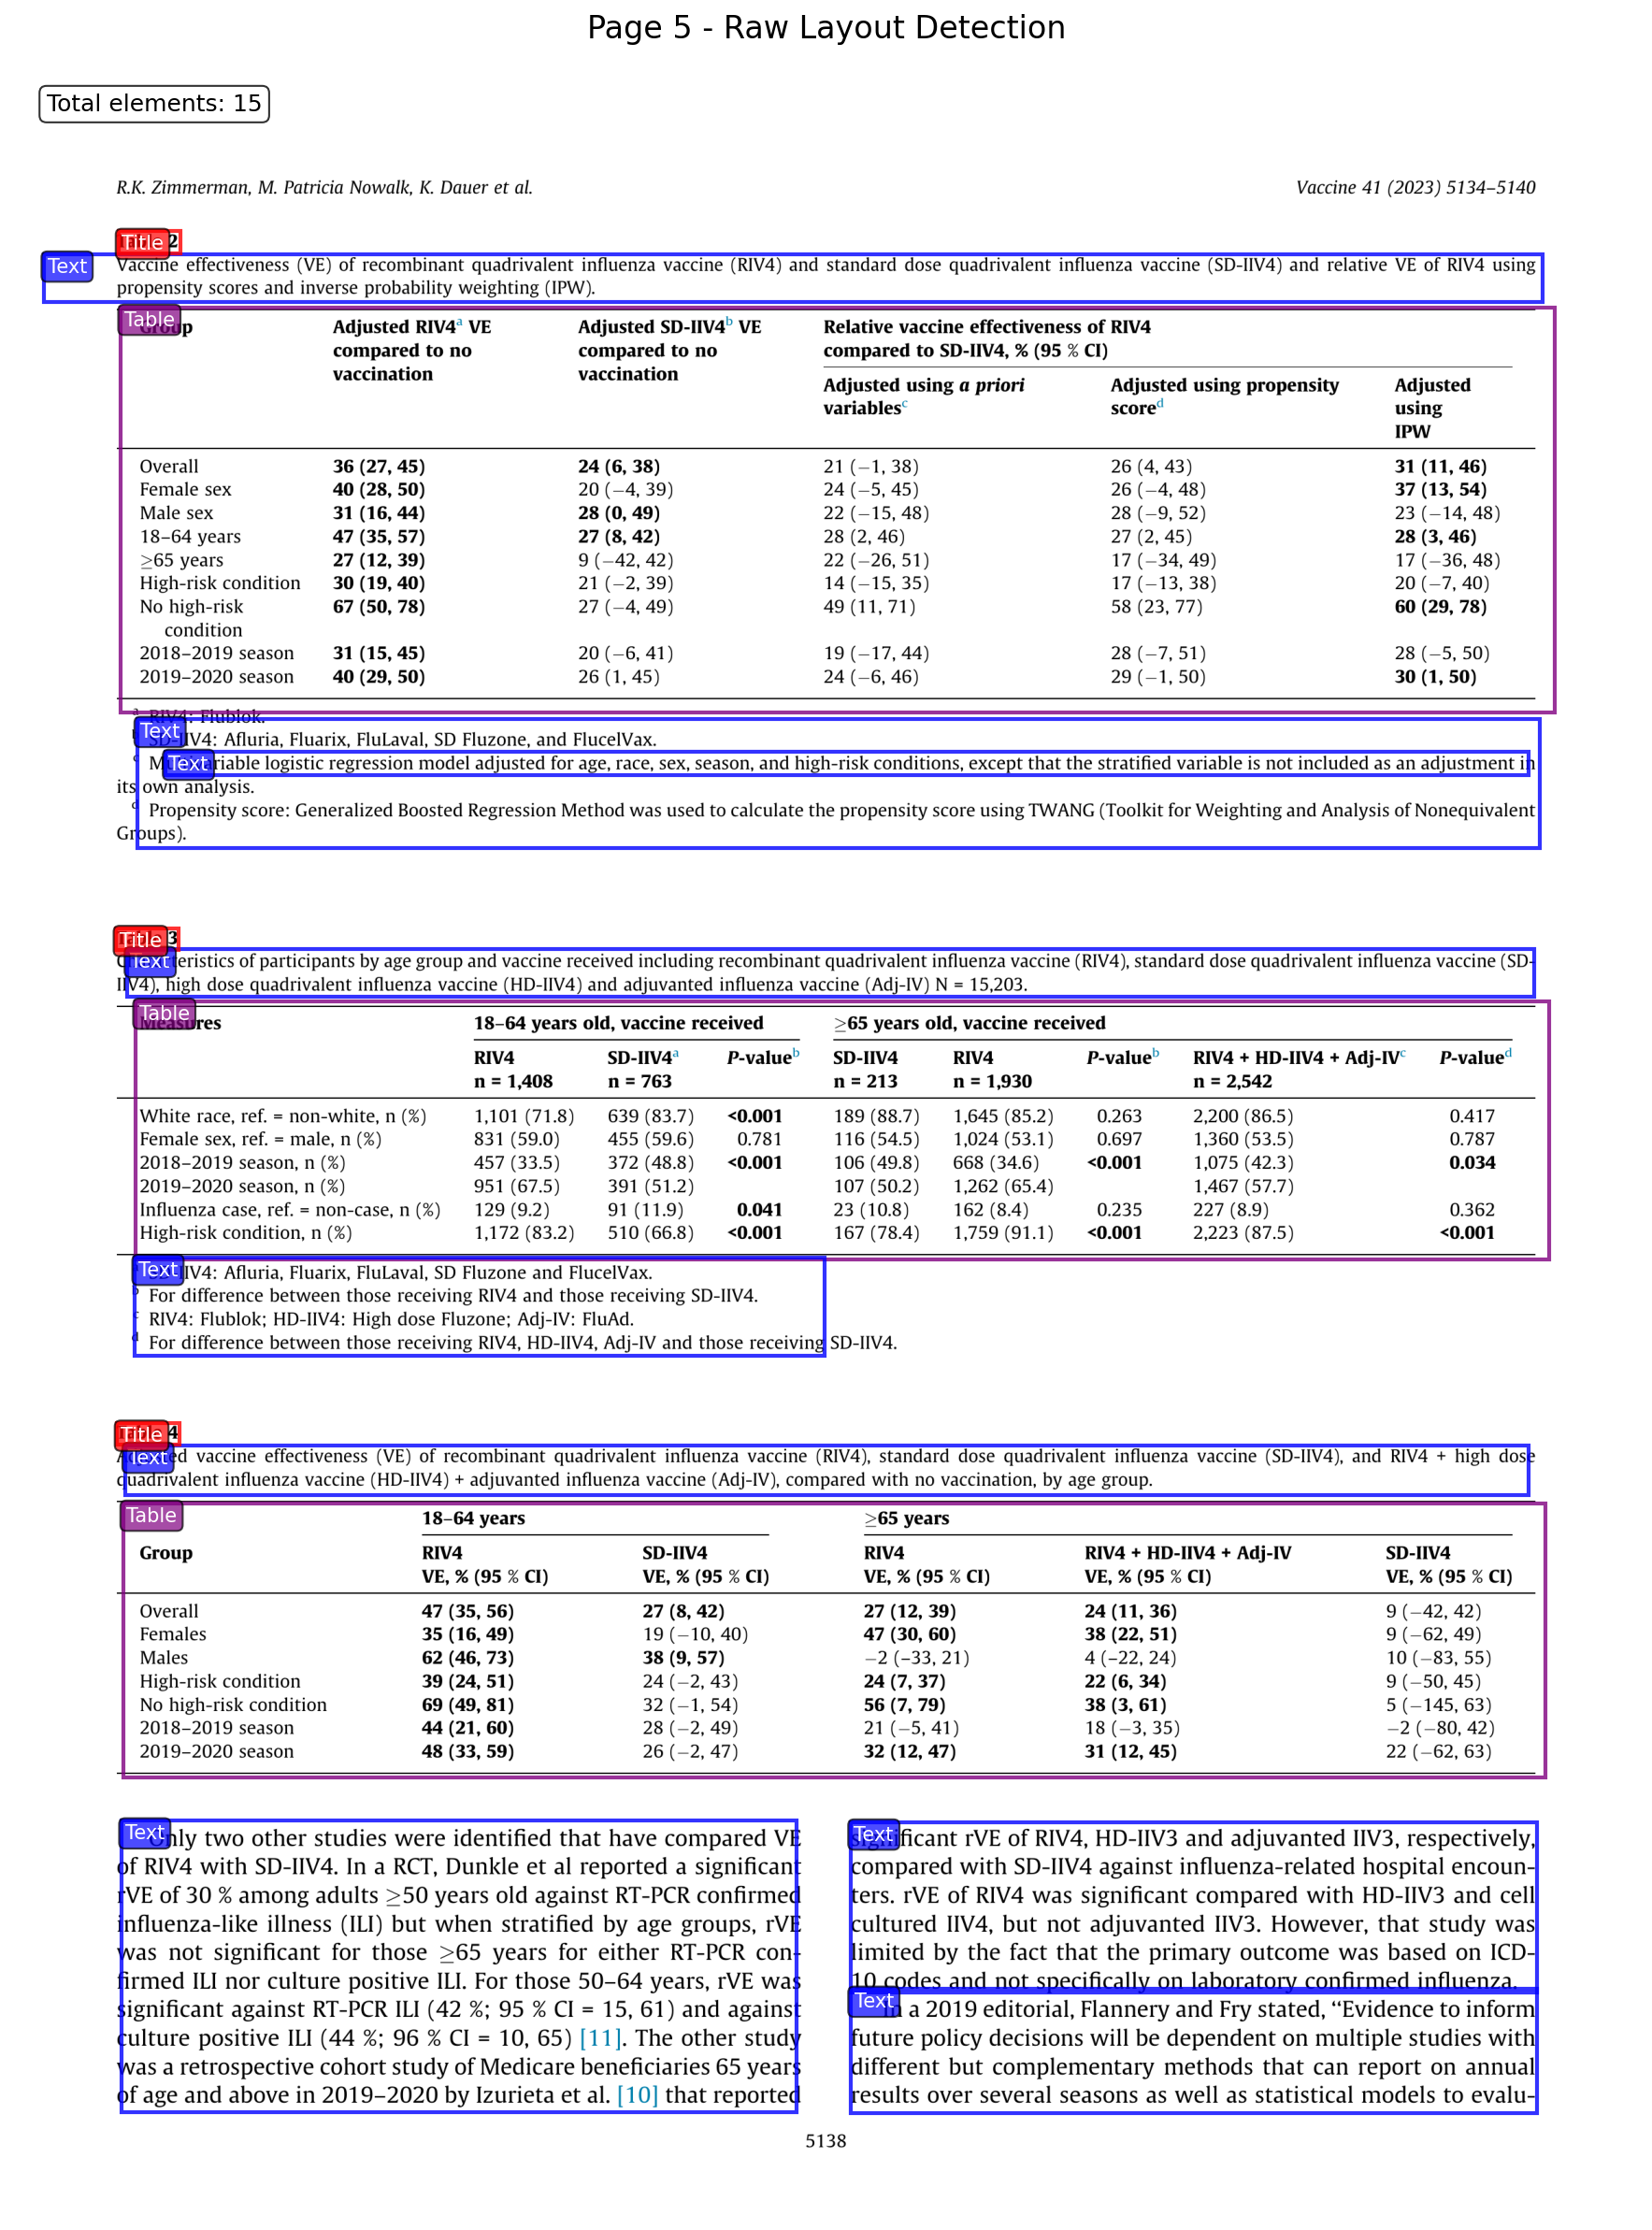 Page 5 - Raw Layout Detection
Total elements: 15
R.K. Zimmerman, M. Patricia Nowalk, K. Dauer et al. Vaccine 41 (2023) 5134–5140
Title 2
Text
Vaccine effectiveness (VE) of recombinant quadrivalent influenza vaccine (RIV4) and standard dose quadrivalent influenza vaccine (SD-IIV4) and relative VE of RIV4 using
propensity scores and inverse probability weighting (IPW).
Table
Group Adjusted RIV4a VE Adjusted SD-IIV4b VE Relative vaccine effectiveness of RIV4
compared to no compared to no compared to SD-IIV4, % (95 % CI)
vaccination vaccination
Adjusted using a priori Adjusted using propensity Adjusted
variablesc scored using
IPW
Overall 36 (27, 45) 24 (6, 38) 21 (−1, 38) 26 (4, 43) 31 (11, 46)
Female sex 40 (28, 50) 20 (−4, 39) 24 (−5, 45) 26 (−4, 48) 37 (13, 54)
Male sex 31 (16, 44) 28 (0, 49) 22 (−15, 48) 28 (−9, 52) 23 (−14, 48)
18–64 years 47 (35, 57) 27 (8, 42) 28 (2, 46) 27 (2, 45) 28 (3, 46)
≥65 years 27 (12, 39) 9 (−42, 42) 22 (−26, 51) 17 (−34, 49) 17 (−36, 48)
High-risk condition 30 (19, 40) 21 (−2, 39) 14 (−15, 35) 17 (−13, 38) 20 (−7, 40)
No high-risk 67 (50, 78) 27 (−4, 49) 49 (11, 71) 58 (23, 77) 60 (29, 78)
condition
2018–2019 season 31 (15, 45) 20 (−6, 41) 19 (−17, 44) 28 (−7, 51) 28 (−5, 50)
2019–2020 season 40 (29, 50) 26 (1, 45) 24 (−6, 46) 29 (−1, 50) 30 (1, 50)
a RIV4: Flublok.
Text
b SD-IIV4: Afluria, Fluarix, FluLaval, SD Fluzone, and FlucelVax.
Text
c Multivariable logistic regression model adjusted for age, race, sex, season, and high-risk conditions, except that the stratified variable is not included as an adjustment in
its own analysis.
d Propensity score: Generalized Boosted Regression Method was used to calculate the propensity score using TWANG (Toolkit for Weighting and Analysis of Nonequivalent
Groups).
Title 3
Text
Characteristics of participants by age group and vaccine received including recombinant quadrivalent influenza vaccine (RIV4), standard dose quadrivalent influenza vaccine (SD-
IIV4), high dose quadrivalent influenza vaccine (HD-IIV4) and adjuvanted influenza vaccine (Adj-IV) N = 15,203.
Table
Measures 18–64 years old, vaccine received ≥65 years old, vaccine received
RIV4 SD-IIV4a P-valueb SD-IIV4 RIV4 P-valueb RIV4 + HD-IIV4 + Adj-IVc P-valued
n = 1,408 n = 763 n = 213 n = 1,930 n = 2,542
White race, ref. = non-white, n (%) 1,101 (71.8) 639 (83.7) <0.001 189 (88.7) 1,645 (85.2) 0.263 2,200 (86.5) 0.417
Female sex, ref. = male, n (%) 831 (59.0) 455 (59.6) 0.781 116 (54.5) 1,024 (53.1) 0.697 1,360 (53.5) 0.787
2018–2019 season, n (%) 457 (33.5) 372 (48.8) <0.001 106 (49.8) 668 (34.6) <0.001 1,075 (42.3) 0.034
2019–2020 season, n (%) 951 (67.5) 391 (51.2) 107 (50.2) 1,262 (65.4) 1,467 (57.7)
Influenza case, ref. = non-case, n (%) 129 (9.2) 91 (11.9) 0.041 23 (10.8) 162 (8.4) 0.235 227 (8.9) 0.362
High-risk condition, n (%) 1,172 (83.2) 510 (66.8) <0.001 167 (78.4) 1,759 (91.1) <0.001 2,223 (87.5) <0.001
Text
a SD-IIV4: Afluria, Fluarix, FluLaval, SD Fluzone and FlucelVax.
b For difference between those receiving RIV4 and those receiving SD-IIV4.
c RIV4: Flublok; HD-IIV4: High dose Fluzone; Adj-IV: FluAd.
d For difference between those receiving RIV4, HD-IIV4, Adj-IV and those receiving SD-IIV4.
Title 4
Text
Adjusted vaccine effectiveness (VE) of recombinant quadrivalent influenza vaccine (RIV4), standard dose quadrivalent influenza vaccine (SD-IIV4), and RIV4 + high dose
quadrivalent influenza vaccine (HD-IIV4) + adjuvanted influenza vaccine (Adj-IV), compared with no vaccination, by age group.
Table
18–64 years ≥65 years
Group RIV4 SD-IIV4 RIV4 RIV4 + HD-IIV4 + Adj-IV SD-IIV4
VE, % (95 % CI) VE, % (95 % CI) VE, % (95 % CI) VE, % (95 % CI) VE, % (95 % CI)
Overall 47 (35, 56) 27 (8, 42) 27 (12, 39) 24 (11, 36) 9 (−42, 42)
Females 35 (16, 49) 19 (−10, 40) 47 (30, 60) 38 (22, 51) 9 (−62, 49)
Males 62 (46, 73) 38 (9, 57) −2 (–33, 21) 4 (–22, 24) 10 (−83, 55)
High-risk condition 39 (24, 51) 24 (−2, 43) 24 (7, 37) 22 (6, 34) 9 (−50, 45)
No high-risk condition 69 (49, 81) 32 (−1, 54) 56 (7, 79) 38 (3, 61) 5 (−145, 63)
2018–2019 season 44 (21, 60) 28 (−2, 49) 21 (−5, 41) 18 (−3, 35) −2 (−80, 42)
2019–2020 season 48 (33, 59) 26 (−2, 47) 32 (12, 47) 31 (12, 45) 22 (−62, 63)
Text
Only two other studies were identified that have compared VE
of RIV4 with SD-IIV4. In a RCT, Dunkle et al reported a significant
rVE of 30 % among adults ≥50 years old against RT-PCR confirmed
influenza-like illness (ILI) but when stratified by age groups, rVE
was not significant for those ≥65 years for either RT-PCR con-
firmed ILI nor culture positive ILI. For those 50–64 years, rVE was
significant against RT-PCR ILI (42 %; 95 % CI = 15, 61) and against
culture positive ILI (44 %; 96 % CI = 10, 65) [11]. The other study
was a retrospective cohort study of Medicare beneficiaries 65 years
of age and above in 2019–2020 by Izurieta et al. [10] that reported
Text
significant rVE of RIV4, HD-IIV3 and adjuvanted IIV3, respectively,
compared with SD-IIV4 against influenza-related hospital encoun-
ters. rVE of RIV4 was significant compared with HD-IIV3 and cell
cultured IIV4, but not adjuvanted IIV3. However, that study was
limited by the fact that the primary outcome was based on ICD-
10 codes and not specifically on laboratory confirmed influenza.
Text
In a 2019 editorial, Flannery and Fry stated, “Evidence to inform
future policy decisions will be dependent on multiple studies with
different but complementary methods that can report on annual
results over several seasons as well as statistical models to evalu-
5138